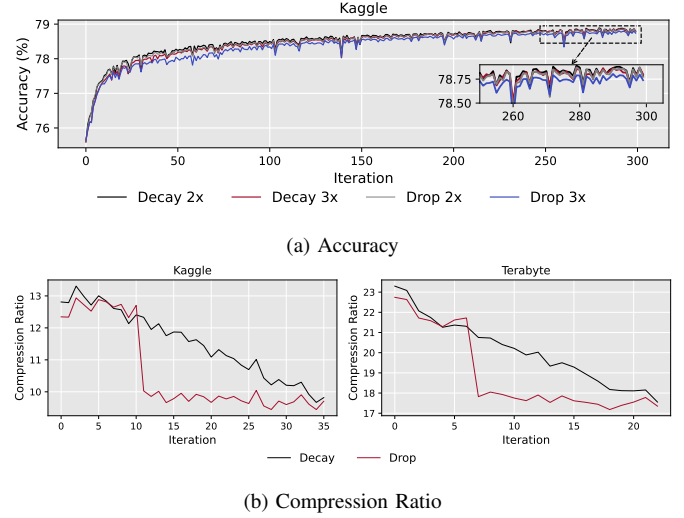 Kaggle
Accuracy (%)
79
78
77
76
78.75
78.50
260
280
300
0
50
100
150
200
250
300
Iteration
Decay 2x
Decay 3x
Drop 2x
Drop 3x
(a) Accuracy
Kaggle
Compression Ratio
13
12
11
10
0
5
10
15
20
25
30
35
Iteration
Terabyte
Compression Ratio
23
22
21
20
19
18
17
0
5
10
15
20
Iteration
Decay
Drop
(b) Compression Ratio